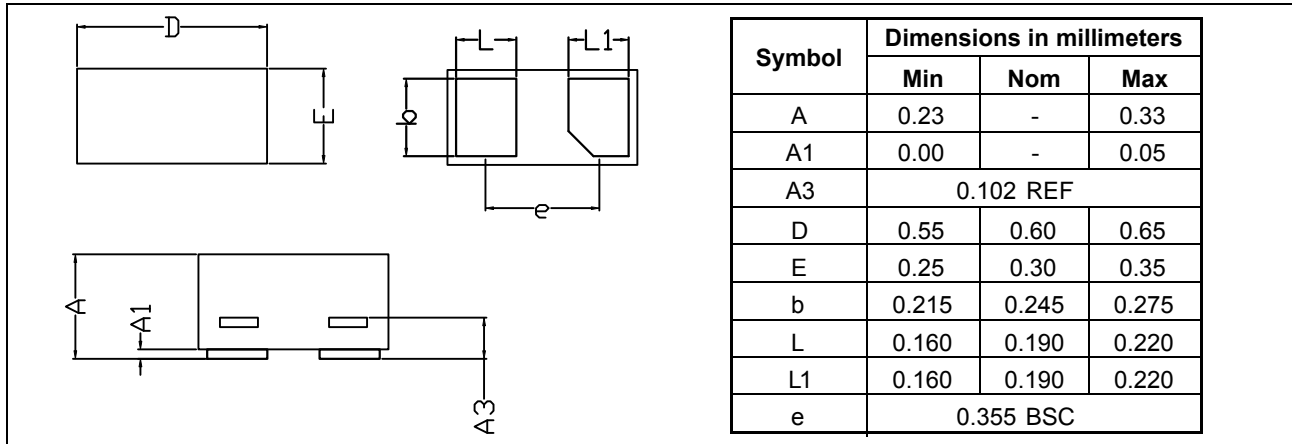 D
E
L
L1
b
e
A
A1
A3
Symbol Dimensions in millimeters
Min Nom Max
A 0.23 - 0.33
A1 0.00 - 0.05
A3 0.102 REF
D 0.55 0.60 0.65
E 0.25 0.30 0.35
b 0.215 0.245 0.275
L 0.160 0.190 0.220
L1 0.160 0.190 0.220
e 0.355 BSC